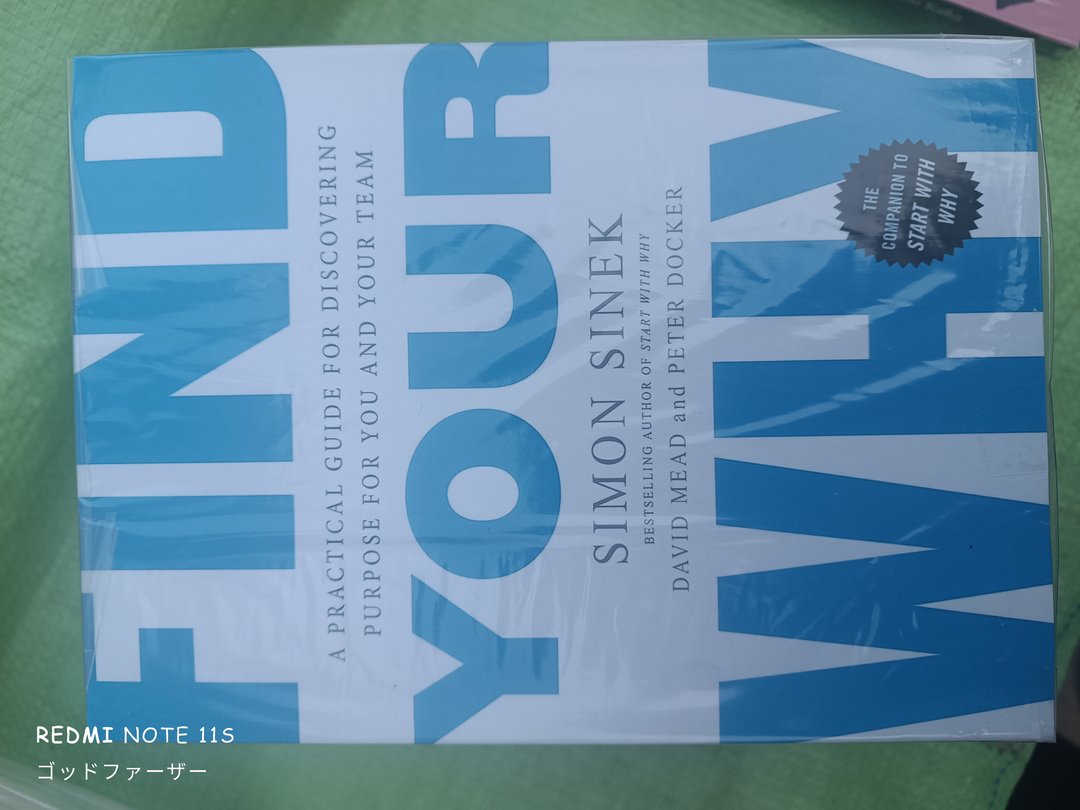 FIND
A PRACTICAL GUIDE FOR DISCOVERING
PURPOSE FOR YOU AND YOUR TEAM
YOUR
SIMON SINEK
BESTSELLING AUTHOR OF START WITH WHY
DAVID MEAD and PETER DOCKER
WHY
THE
COMPANION TO
START WITH
WHY
REDMI NOTE 11S
ゴッドファーザー